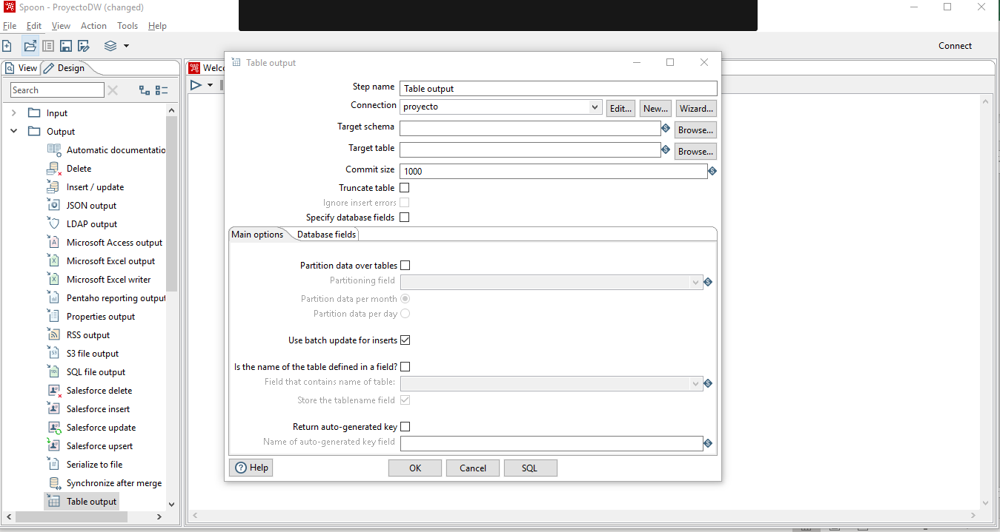 Spoon - ProyectoDW (changed)
File Edit View Action Tools Help
Connect
View Design
Search
Input
Output
Automatic documentatio
Delete
Insert / update
JSON output
LDAP output
Microsoft Access output
Microsoft Excel output
Microsoft Excel writer
Pentaho reporting output
Properties output
RSS output
S3 file output
SQL file output
Salesforce delete
Salesforce insert
Salesforce update
Salesforce upsert
Serialize to file
Synchronize after merge
Table output
Welco
Table output
Step name Table output
Connection proyecto Edit... New... Wizard...
Target schema Browse...
Target table Browse...
Commit size 1000
Truncate table
Ignore insert errors
Specify database fields
Main options Database fields
Partition data over tables
Partitioning field
Partition data per month
Partition data per day
Use batch update for inserts
Is the name of the table defined in a field?
Field that contains name of table:
Store the tablename field
Return auto-generated key
Name of auto-generated key field
Help OK Cancel SQL